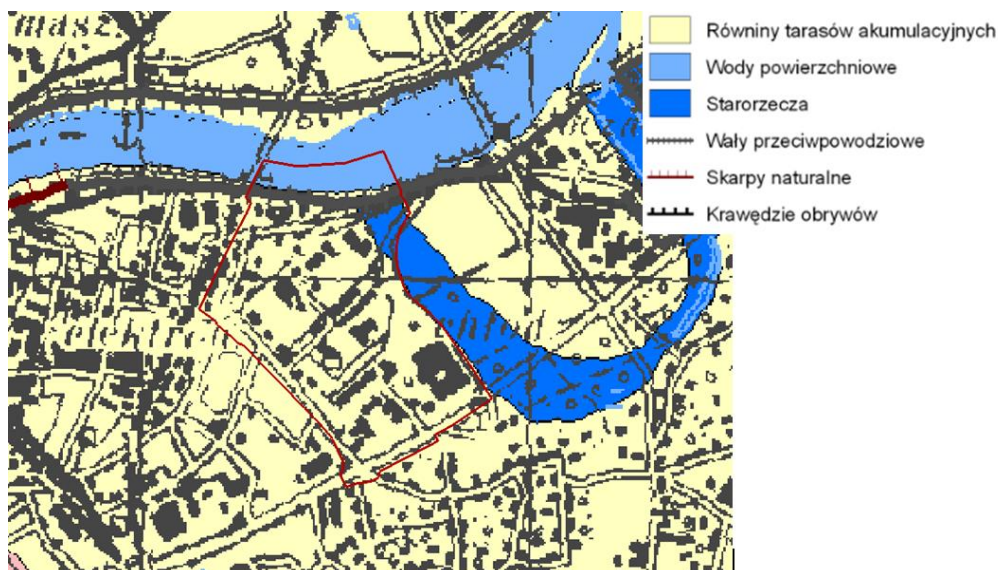 Równiny tarasów akumulacyjnych
Wody powierzchniowe
Starorzecza
Wały przeciwpowodziowe
Skarpy naturalne
Krawędzie obrywów